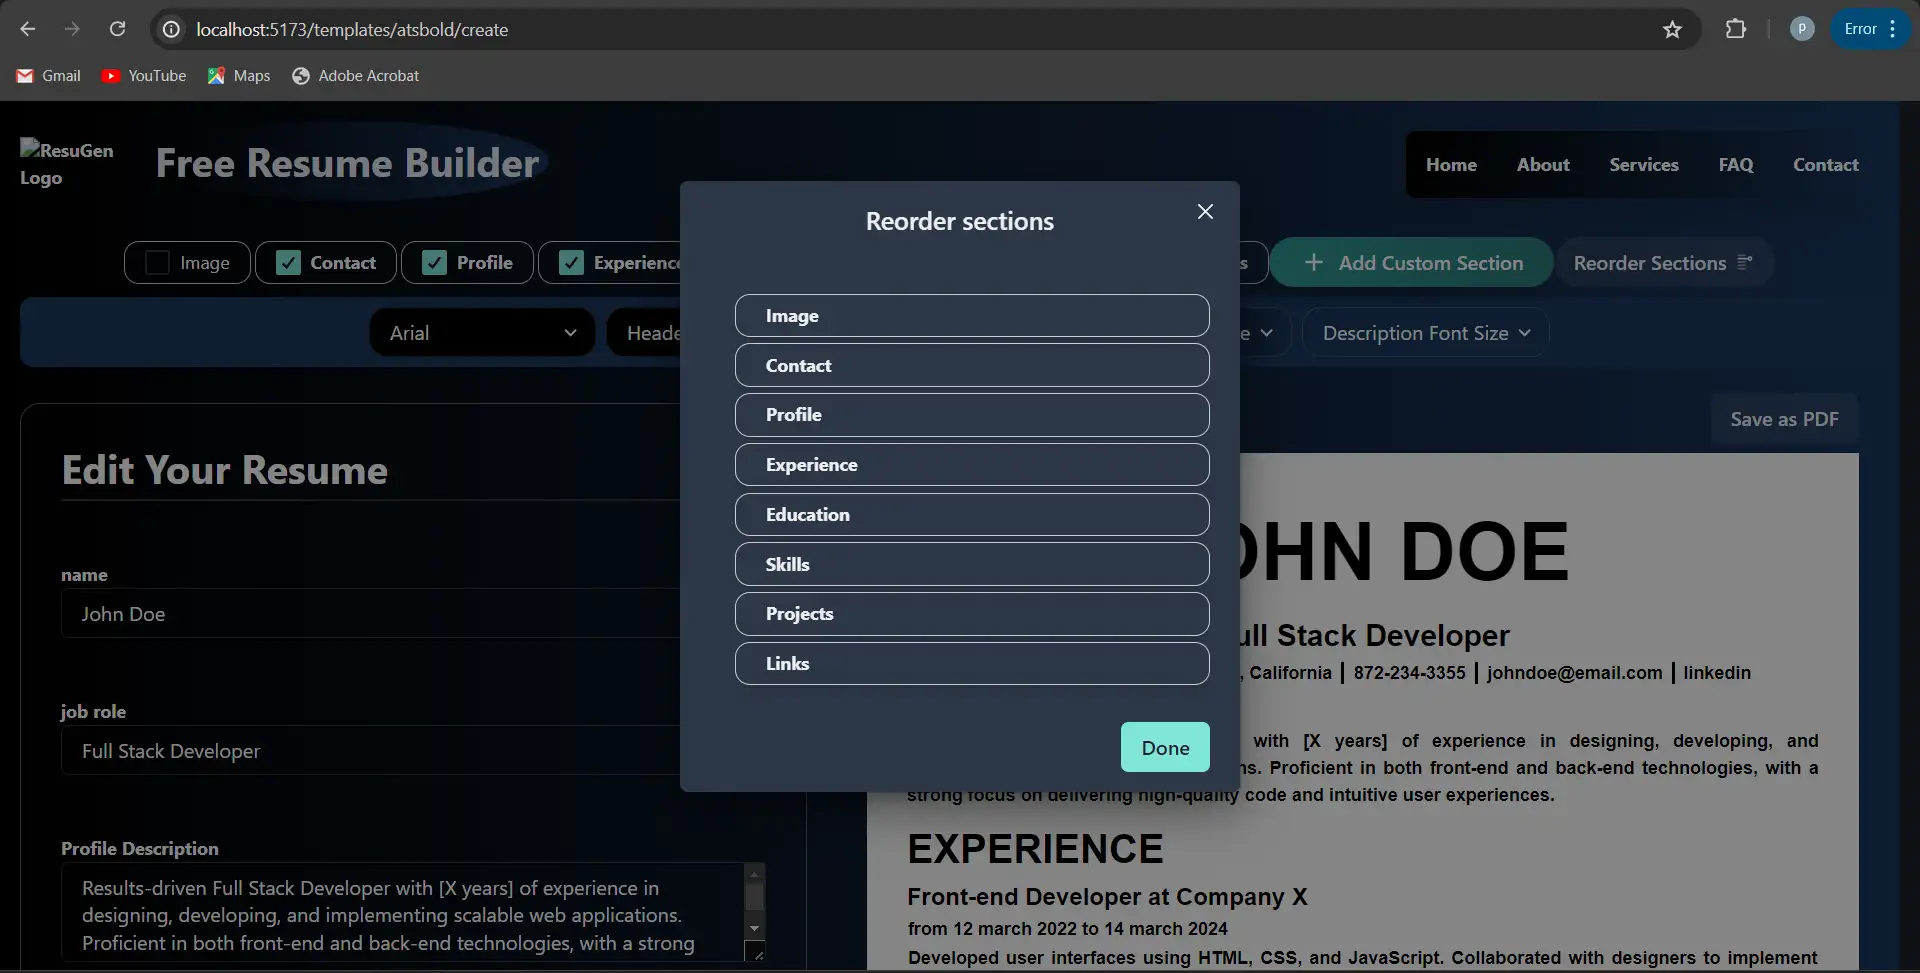 localhost:5173/templates/atsbold/create
P
Error
Gmail
YouTube
Maps
Adobe Acrobat
ResuGen
Logo
Free Resume Builder
Home
About
Services
FAQ
Contact
Image
Contact
Profile
Experience
s
Add Custom Section
Reorder Sections
Arial
Heade
e
Description Font Size
Save as PDF
Reorder sections
Image
Contact
Profile
Experience
Education
Skills
Projects
Links
Done
Edit Your Resume
name
John Doe
job role
Full Stack Developer
Profile Description
Results-driven Full Stack Developer with [X years] of experience in
designing, developing, and implementing scalable web applications.
Proficient in both front-end and back-end technologies, with a strong
OHN DOE
ull Stack Developer
, California | 872-234-3355 | johndoe@email.com | linkedin
with [X years] of experience in designing, developing, and
ns. Proficient in both front-end and back-end technologies, with a
strong focus on delivering high-quality code and intuitive user experiences.
EXPERIENCE
Front-end Developer at Company X
from 12 march 2022 to 14 march 2024
Developed user interfaces using HTML, CSS, and JavaScript. Collaborated with designers to implement